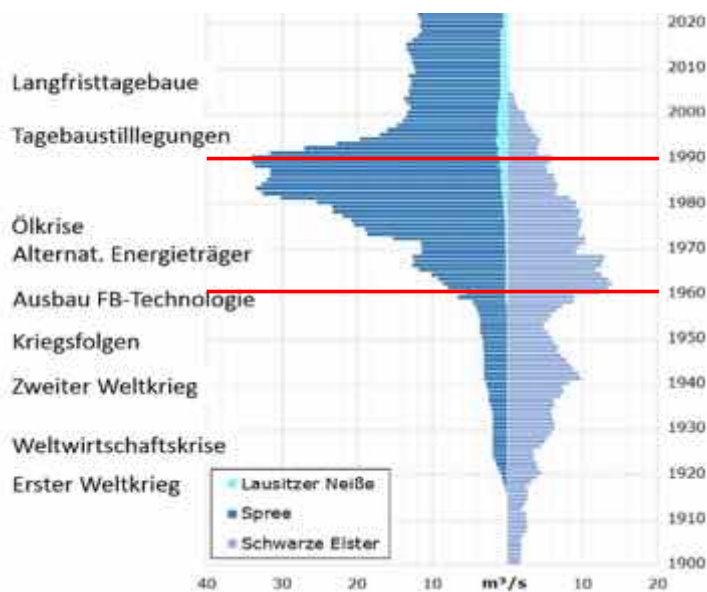 Langfristtagebaue
Tagebaustilllegungen
Ölkrise
Alternat. Energieträger
Ausbau FB-Technologie
Kriegsfolgen
Zweiter Weltkrieg
Weltwirtschaftskrise
Erster Weltkrieg
Lausitzer Neiße
Spree
Schwarze Elster
2020
2010
2000
1990
1980
1970
1960
1950
1940
1930
1920
1910
1900
40 30 20 10 m³/s 10 20